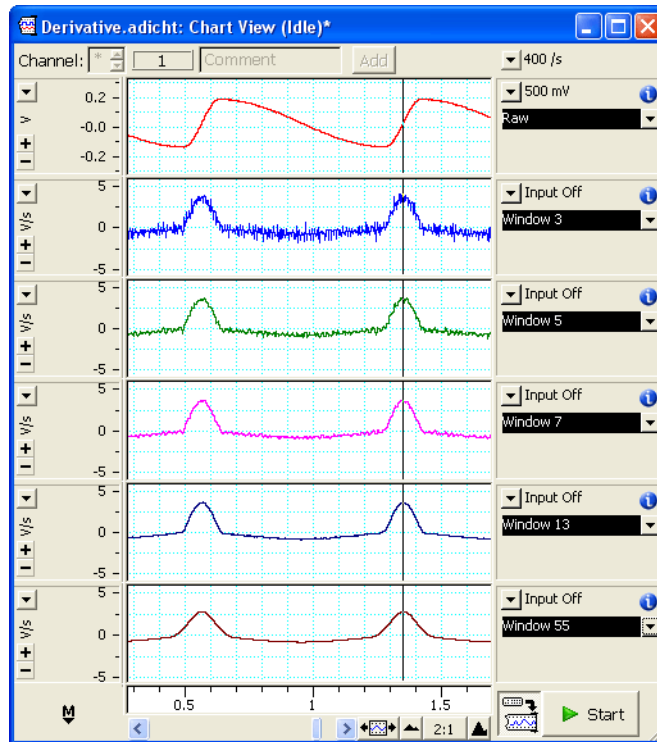 Derivative.adicht: Chart View (Idle)*
Channel: * 1 Comment Add 400 /s
0.2
-0.0
-0.2
V
500 mV
Raw
5
0
-5
V/s
Input Off
Window 3
5
0
-5
V/s
Input Off
Window 5
5
0
-5
V/s
Input Off
Window 7
5
0
-5
V/s
Input Off
Window 13
5
0
-5
V/s
Input Off
Window 55
0.5 1 1.5
M
2:1
Start